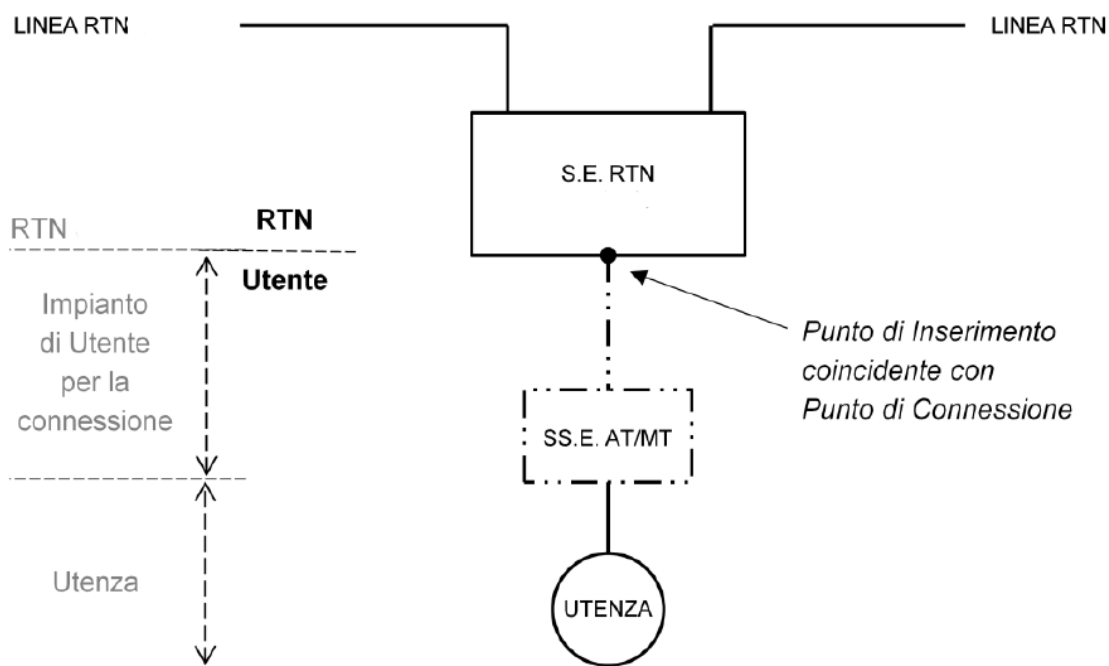 LINEA RTN
LINEA RTN
S.E. RTN
RTN
RTN
Utente
Impianto
di Utente
per la
connessione
Punto di Inserimento
coincidente con
Punto di Connessione
SS.E. AT/MT
Utenza
UTENZA